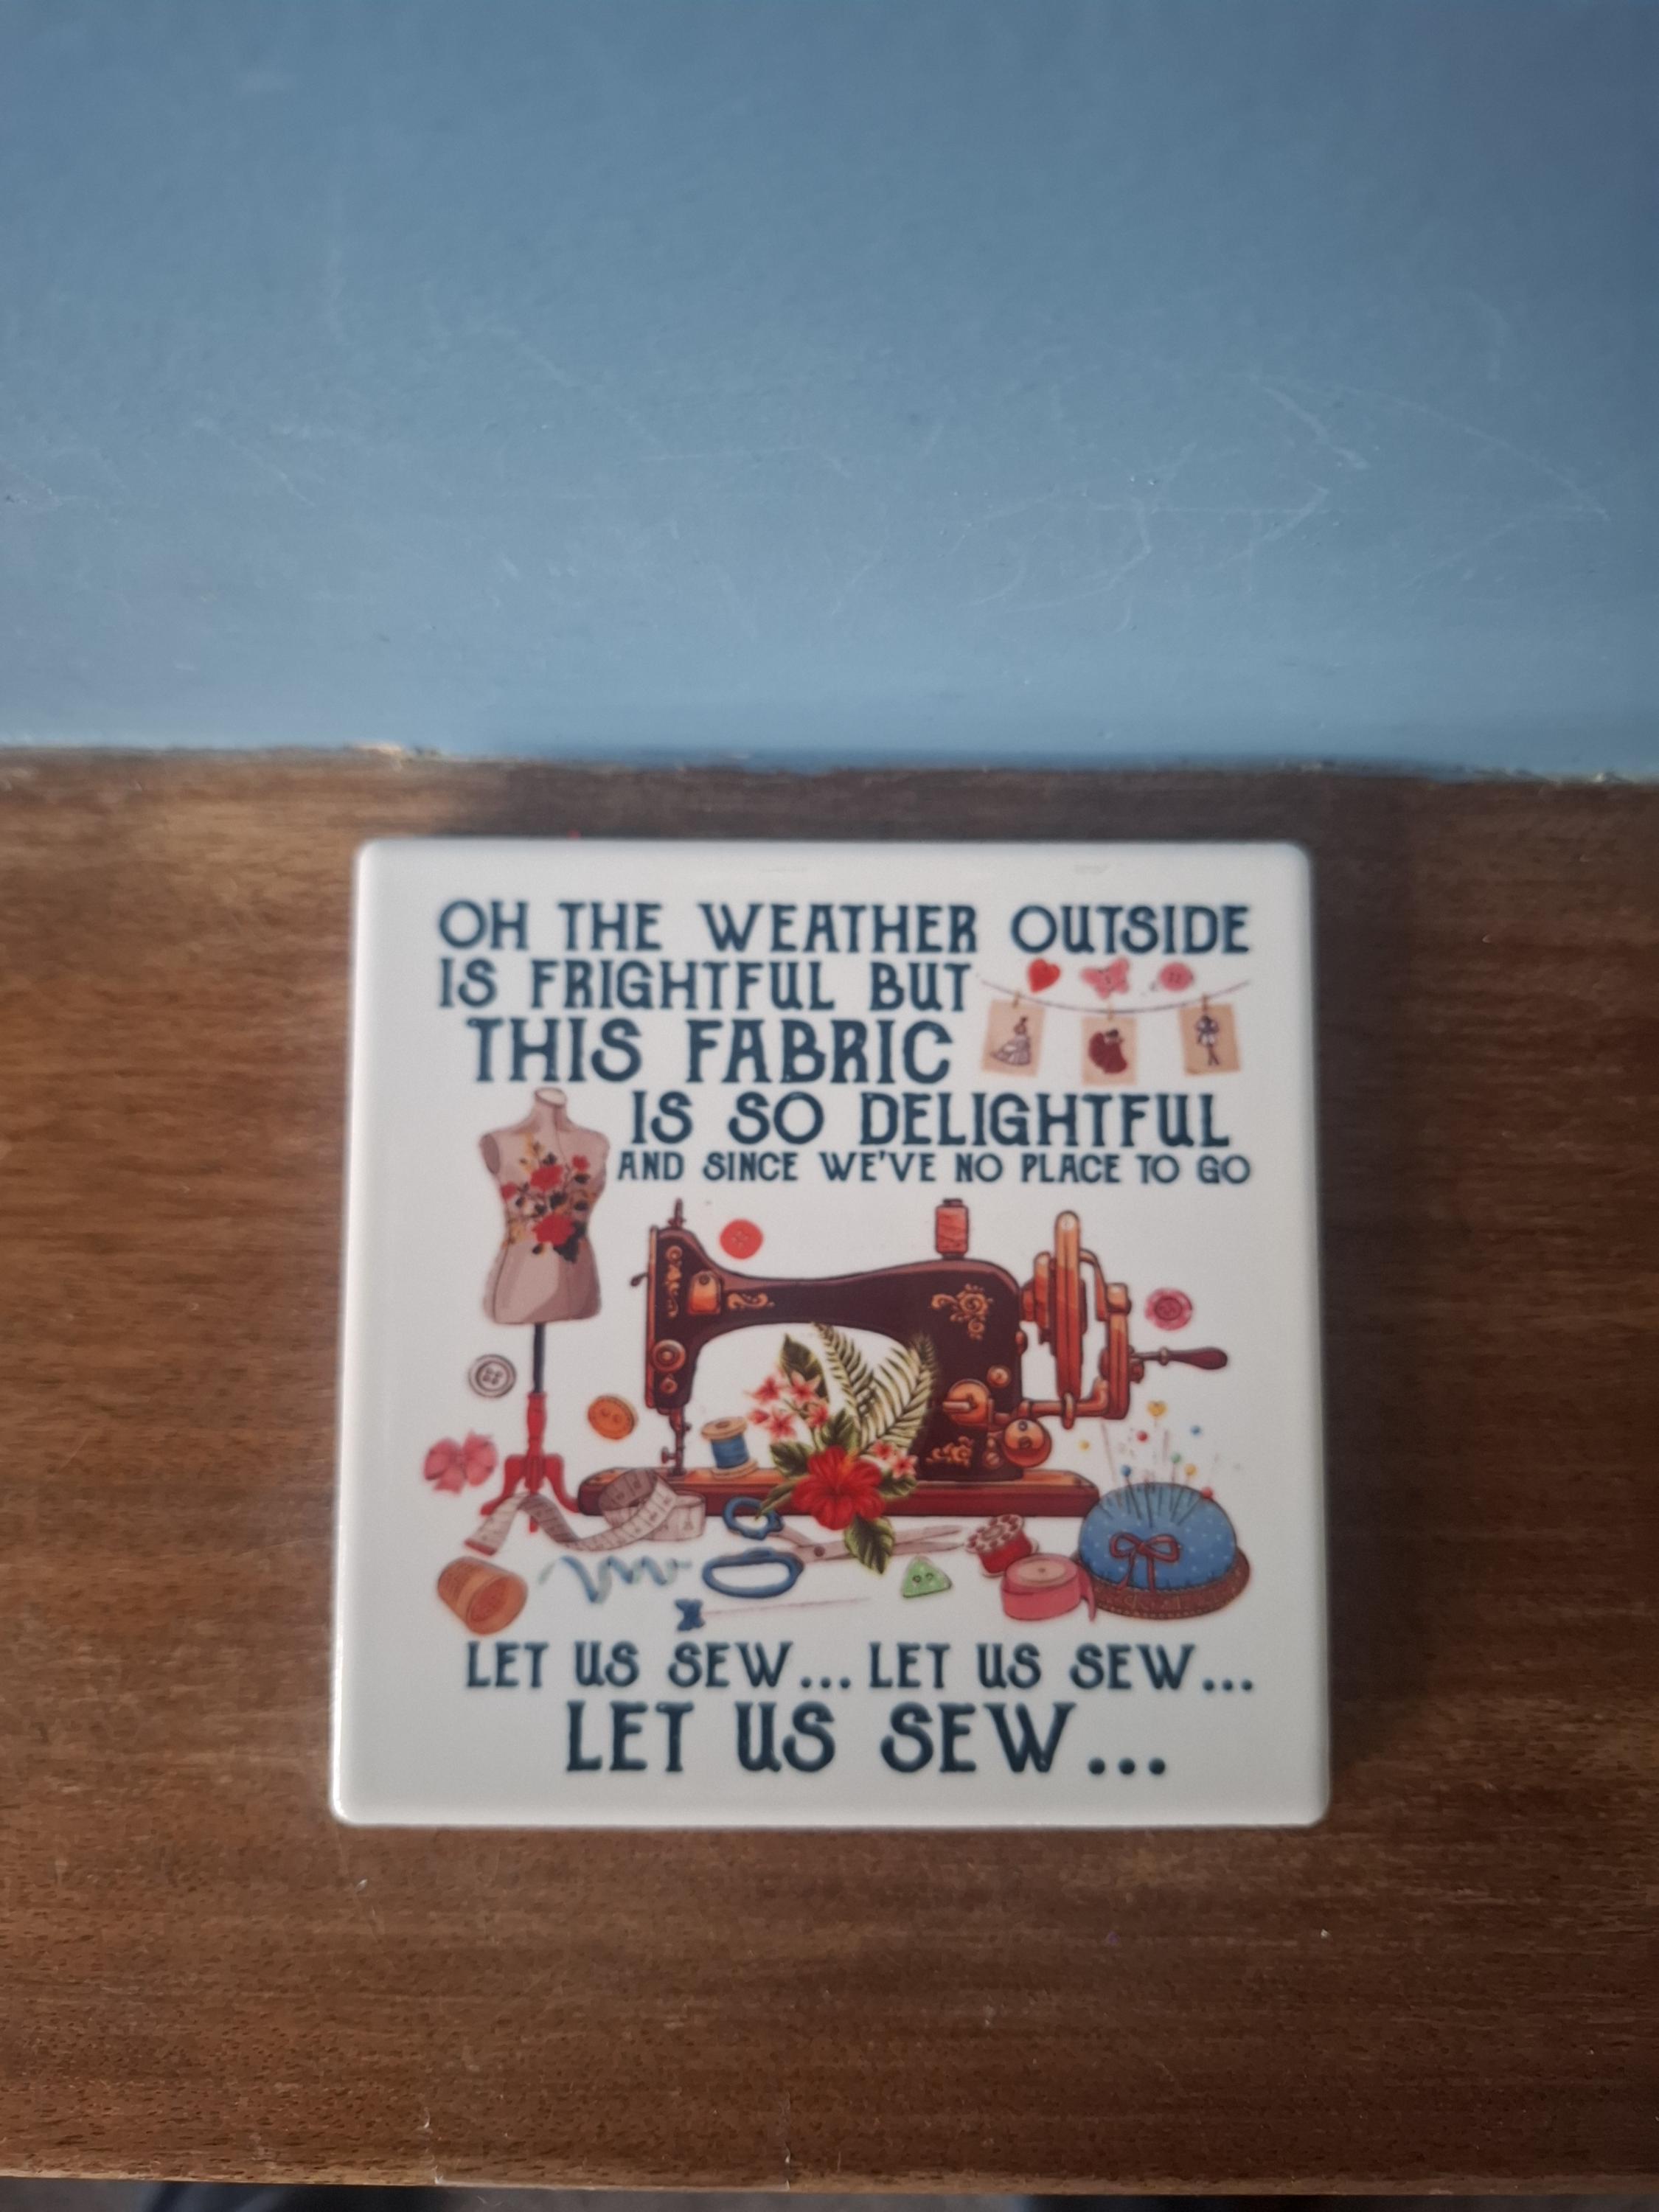 OH THE WEATHER OUTSIDE
IS FRIGHTFUL BUT
THIS FABRIC
IS SO DELIGHTFUL
AND SINCE WE'VE NO PLACE TO GO
LET US SEW... LET US SEW...
LET US SEW...